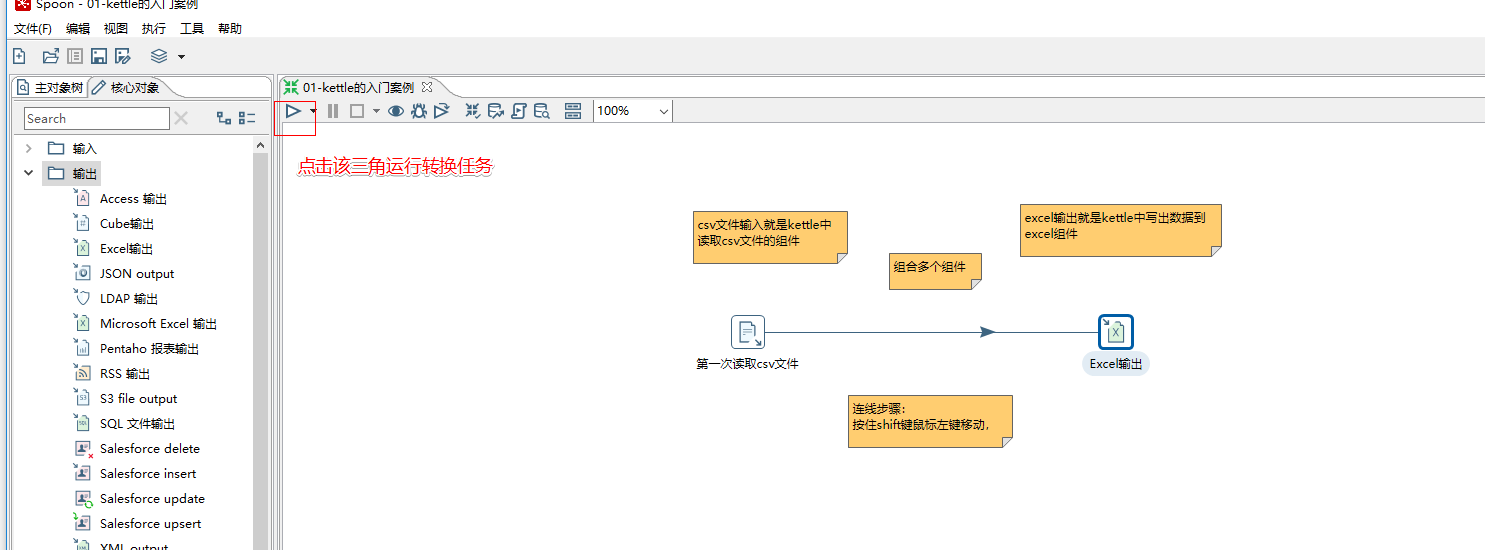 Spoon - 01-kettle的入门案例
文件(F) 编辑 视图 执行 工具 帮助
主对象树 核心对象
01-kettle的入门案例
Search
100%
输入
输出
Access 输出
Cube输出
Excel输出
JSON output
LDAP 输出
Microsoft Excel 输出
Pentaho 报表输出
RSS 输出
S3 file output
SQL 文件输出
Salesforce delete
Salesforce insert
Salesforce update
Salesforce upsert
XML output
点击该三角运行转换任务
csv文件输入就是kettle中
读取csv文件的组件
组合多个组件
excel输出就是kettle中写出数据到
excel组件
第一次读取csv文件
Excel输出
连线步骤：
按住shift键鼠标左键移动，